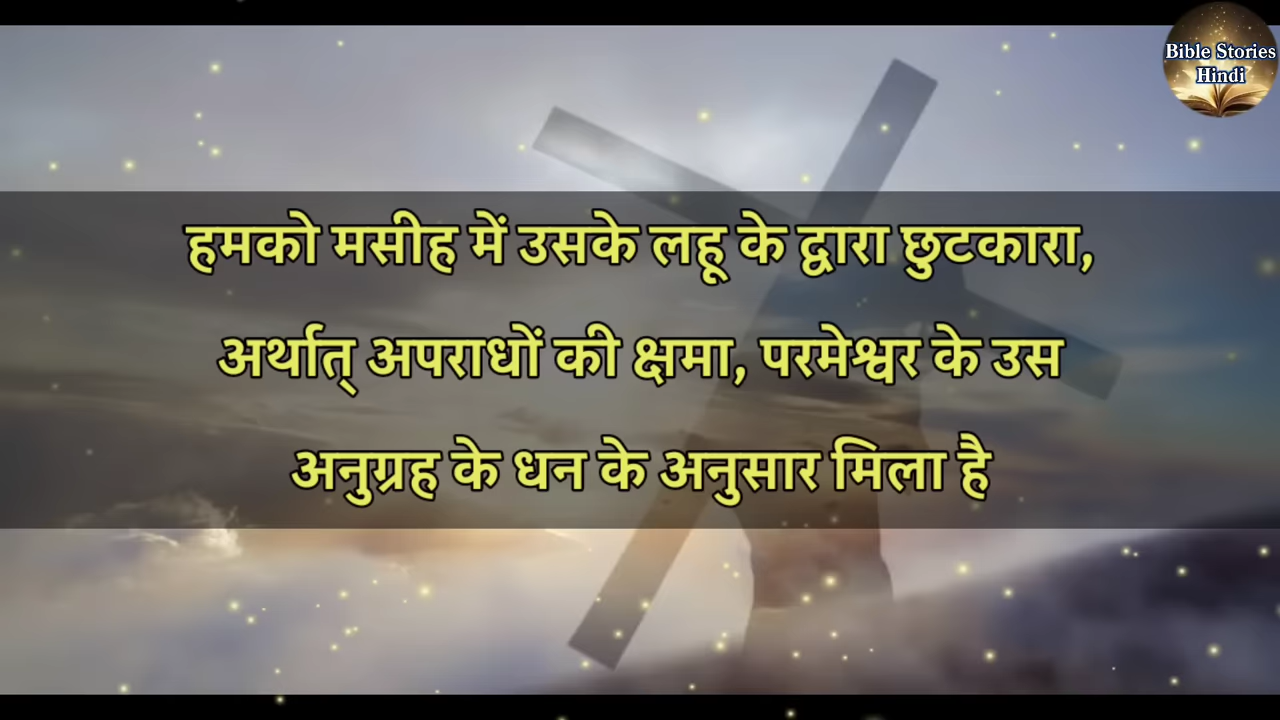 Bible Stories
Hindi
हमको मसीह में उसके लहू के द्वारा छुटकारा,
अर्थात् अपराधों की क्षमा, परमेश्वर के उस
अनुग्रह के धन के अनुसार मिला है